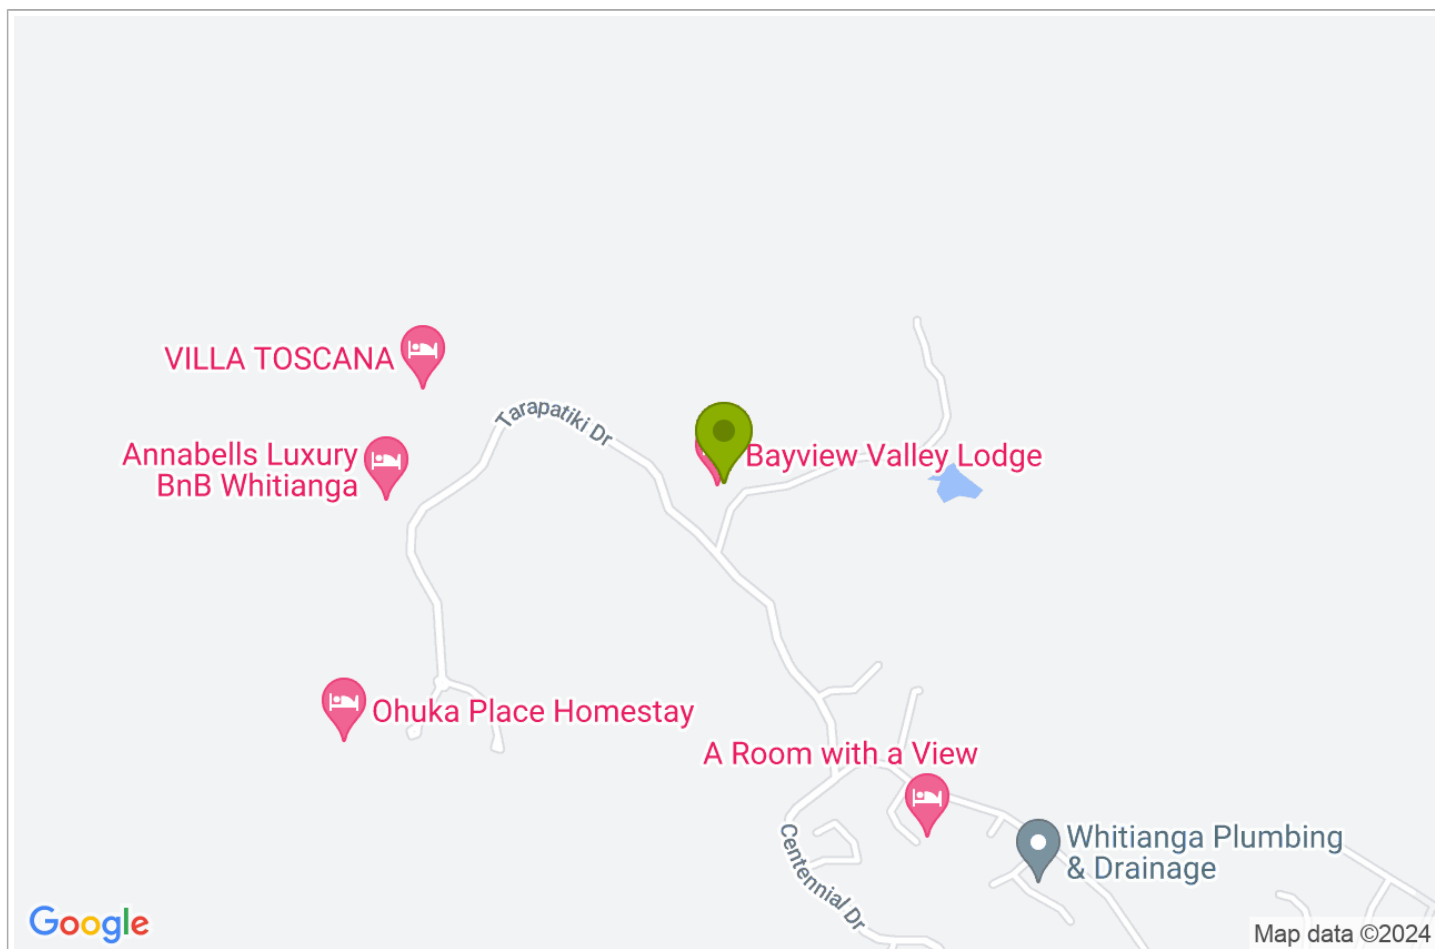 VILLA TOSCANA
Tarapatiki Dr
Annabells Luxury
BnB Whitianga
Bayview Valley Lodge
Ohuka Place Homestay
A Room with a View
Centennial Dr
Whitianga Plumbing
& Drainage
Google
Map data ©2024